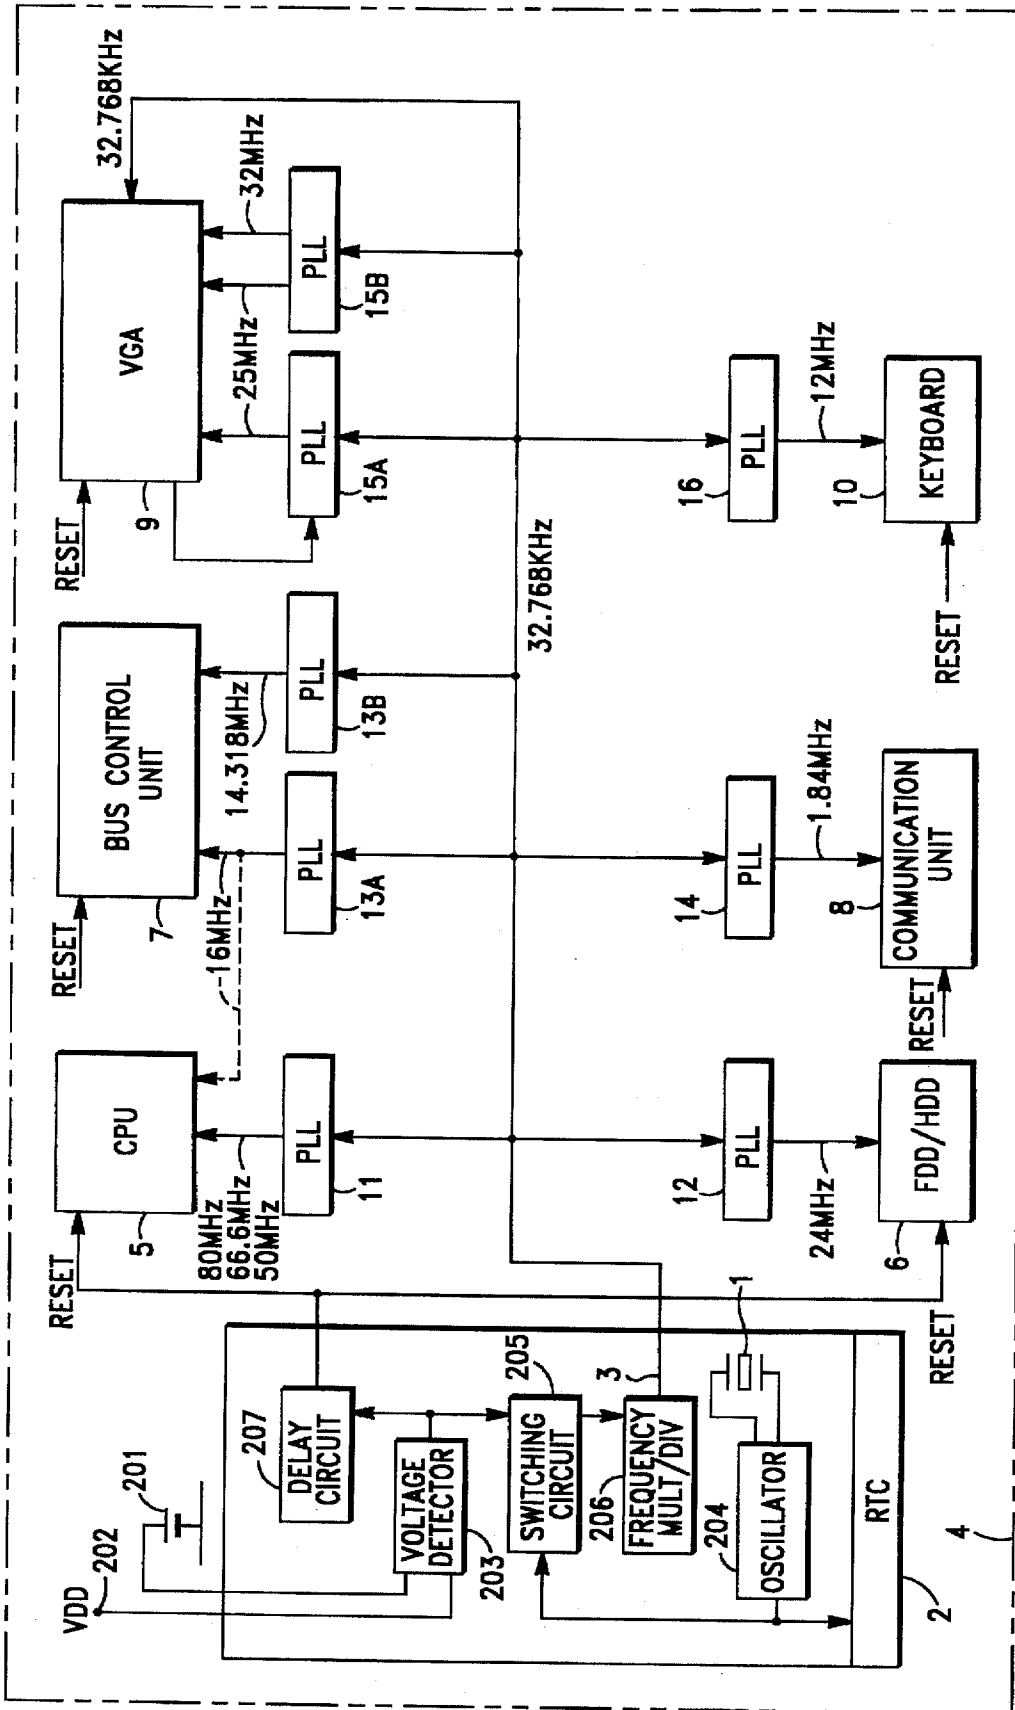 VDD
202
201
207
DELAY
CIRCUIT
VOLTAGE
DETECTOR
203
SWITCHING
CIRCUIT
205
206
FREQUENCY
MULT/DIV
3
204
OSCILLATOR
1
RTC
2
4
RESET
CPU
5
80MHz
66.6MHz
50MHz
PLL
11
16MHz
RESET
BUS CONTROL
UNIT
7
14.318MHz
PLL
13A
PLL
13B
RESET
VGA
9
25MHz
32MHz
32.768KHz
PLL
15A
PLL
15B
32.768KHz
PLL
12
24MHz
FDD/HDD
6
RESET
PLL
14
1.84MHz
COMMUNICATION
UNIT
8
RESET
PLL
16
12MHz
KEYBOARD
10
RESET